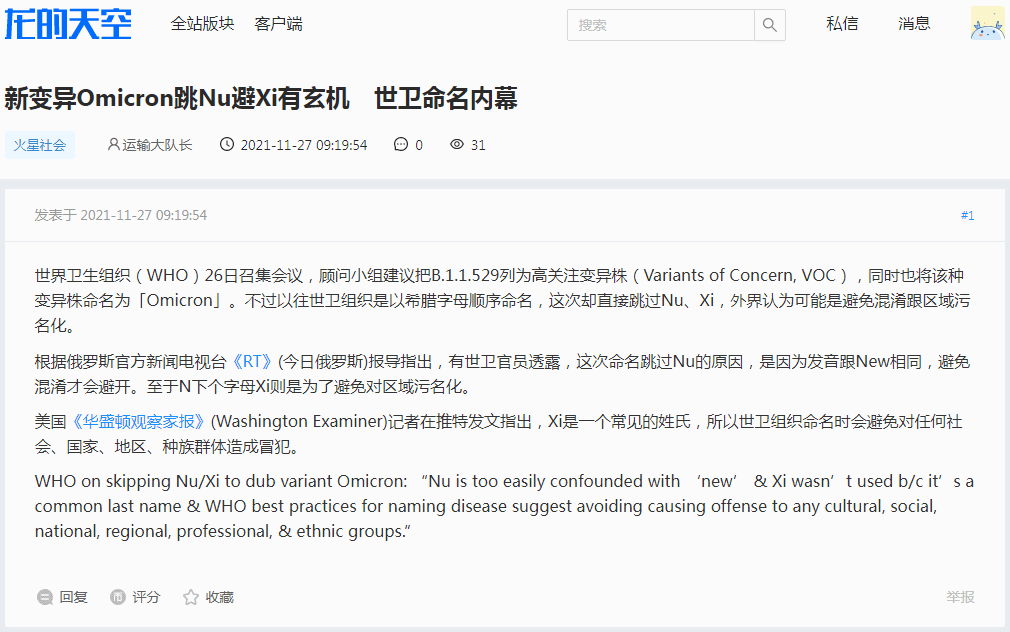 龙的天空 全站版块 客户端 搜索 私信 消息
新变异Omicron跳Nu避Xi有玄机　世卫命名内幕
火星社会 运输大队长 2021-11-27 09:19:54 0 31
发表于 2021-11-27 09:19:54 #1
世界卫生组织（WHO）26日召集会议，顾问小组建议把B.1.1.529列为高关注变异株（Variants of Concern, VOC），同时也将该种
变异株命名为「Omicron」。不过以往世卫组织是以希腊字母顺序命名，这次却直接跳过Nu、Xi，外界认为可能是避免混淆跟区域污
名化。
根据俄罗斯官方新闻电视台《RT》(今日俄罗斯)报导指出，有世卫官员透露，这次命名跳过Nu的原因，是因为发音跟New相同，避免
混淆才会避开。至于N下个字母Xi则是为了避免对区域污名化。
美国《华盛顿观察家报》(Washington Examiner)记者在推特发文指出，Xi是一个常见的姓氏，所以世卫组织命名时会避免对任何社
会、国家、地区、种族群体造成冒犯。
WHO on skipping Nu/Xi to dub variant Omicron: “Nu is too easily confounded with ‘new’ & Xi wasn’t used b/c it’s a
common last name & WHO best practices for naming disease suggest avoiding causing offense to any cultural, social,
national, regional, professional, & ethnic groups.“
回复 评分 收藏 举报